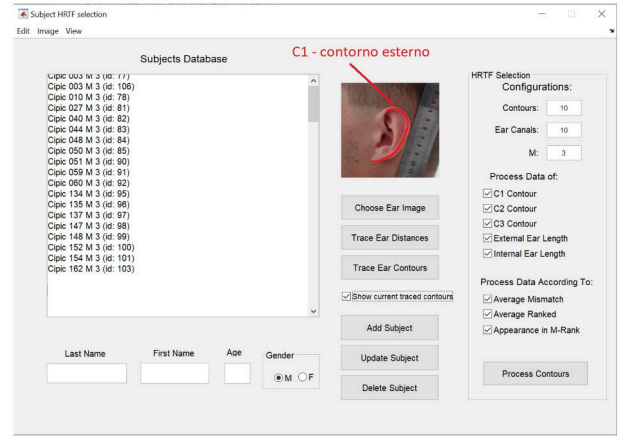 Subject HRTF selection
Edit Image View
Subjects Database
C1 - contorno esterno
Cipic 003 M 3 (id: 77)
Cipic 003 M 3 (id: 106)
Cipic 010 M 3 (id: 78)
Cipic 027 M 3 (id: 81)
Cipic 040 M 3 (id: 82)
Cipic 044 M 3 (id: 83)
Cipic 048 M 3 (id: 84)
Cipic 050 M 3 (id: 85)
Cipic 051 M 3 (id: 90)
Cipic 059 M 3 (id: 91)
Cipic 060 M 3 (id: 92)
Cipic 134 M 3 (id: 95)
Cipic 135 M 3 (id: 96)
Cipic 137 M 3 (id: 97)
Cipic 147 M 3 (id: 98)
Cipic 148 M 3 (id: 99)
Cipic 152 M 3 (id: 100)
Cipic 154 M 3 (id: 101)
Cipic 162 M 3 (id: 103)
Last Name
First Name
Age
Gender
M
F
Choose Ear Image
Trace Ear Distances
Trace Ear Contours
Show current traced contours
Add Subject
Update Subject
Delete Subject
HRTF Selection
Configurations:
Contours: 10
Ear Canals: 10
M: 3
Process Data of:
C1 Contour
C2 Contour
C3 Contour
External Ear Length
Internal Ear Length
Process Data According To:
Average Mismatch
Average Ranked
Appearance in M-Rank
Process Contours